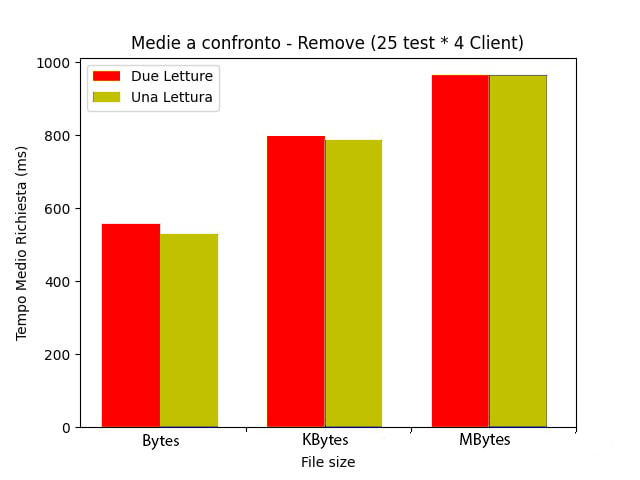 Medie a confronto - Remove (25 test * 4 Client)
Due Letture
Una Lettura
Tempo Medio Richiesta (ms)
1000
800
600
400
200
0
Bytes
KBytes
MBytes
File size